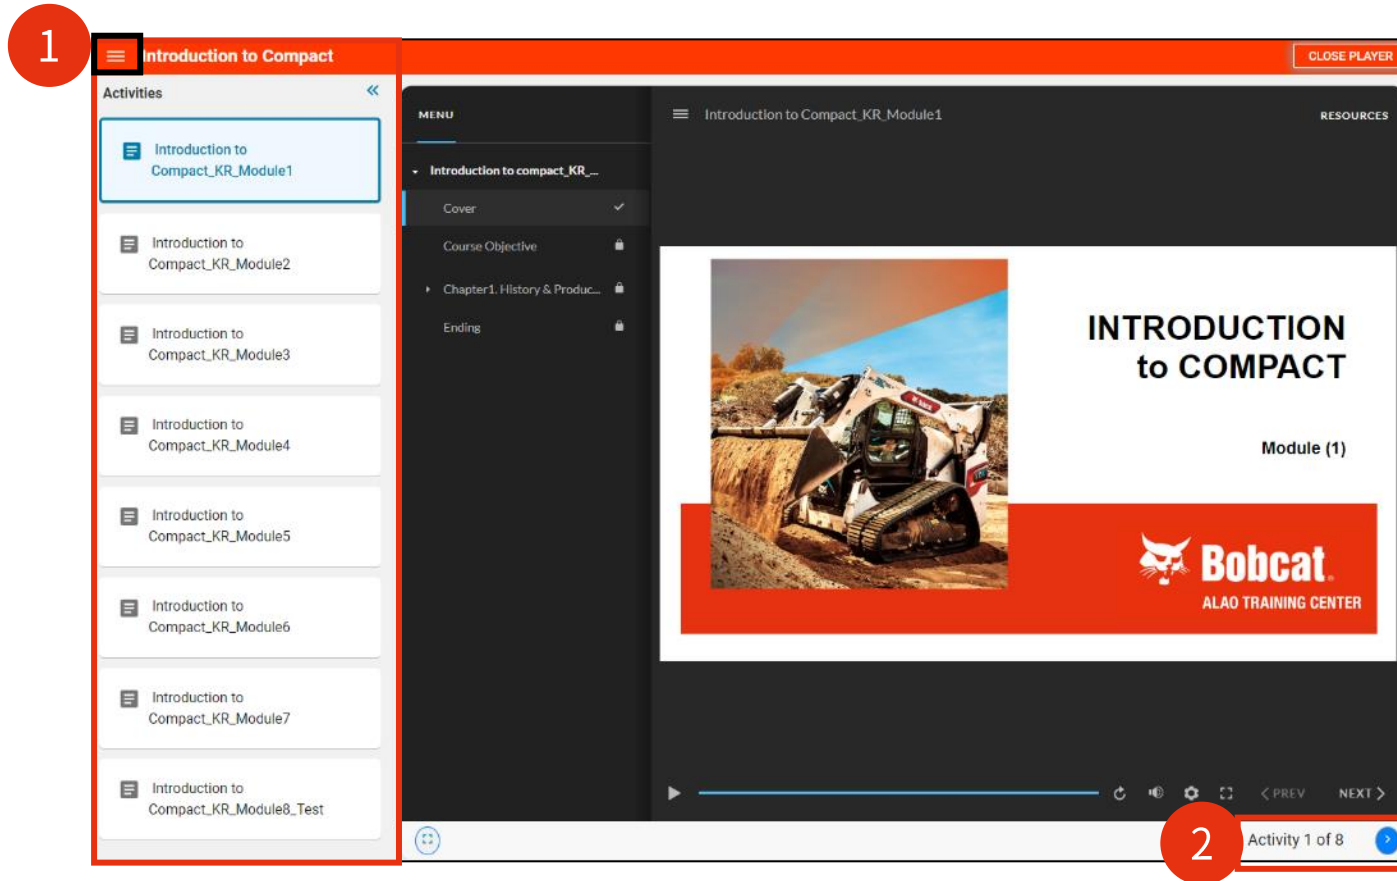 1
Introduction to Compact
CLOSE PLAYER
Activities
Introduction to
Compact_KR_Module1
Introduction to
Compact_KR_Module2
Introduction to
Compact_KR_Module3
Introduction to
Compact_KR_Module4
Introduction to
Compact_KR_Module5
Introduction to
Compact_KR_Module6
Introduction to
Compact_KR_Module7
Introduction to
Compact_KR_Module8_Test
MENU
Introduction to compact_KR_...
Cover
Course Objective
Chapter1. History & Produc...
Ending
Introduction to Compact_KR_Module1
RESOURCES
INTRODUCTION
to COMPACT
Module (1)
Bobcat®
ALAO TRAINING CENTER
PREV
NEXT
2
Activity 1 of 8